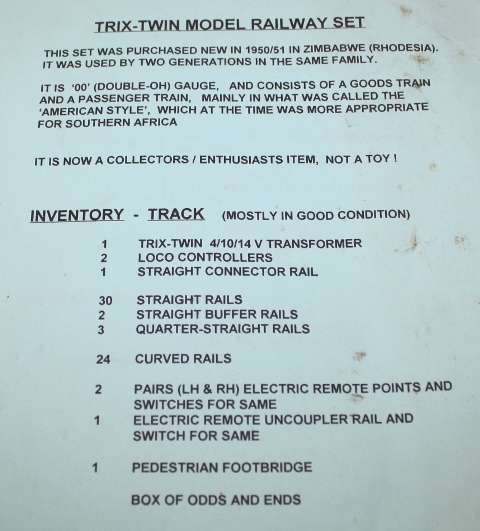 TRIX-TWIN MODEL RAILWAY SET
THIS SET WAS PURCHASED NEW IN 1950/51 IN ZIMBABWE (RHODESIA).
IT WAS USED BY TWO GENERATIONS IN THE SAME FAMILY.
IT IS '00' (DOUBLE-OH) GAUGE, AND CONSISTS OF A GOODS TRAIN
AND A PASSENGER TRAIN, MAINLY IN WHAT WAS CALLED THE
'AMERICAN STYLE', WHICH AT THE TIME WAS MORE APPROPRIATE
FOR SOUTHERN AFRICA
IT IS NOW A COLLECTORS / ENTHUSIASTS ITEM, NOT A TOY !
INVENTORY - TRACK (MOSTLY IN GOOD CONDITION)
1 TRIX-TWIN 4/10/14 V TRANSFORMER
2 LOCO CONTROLLERS
1 STRAIGHT CONNECTOR RAIL
30 STRAIGHT RAILS
2 STRAIGHT BUFFER RAILS
3 QUARTER-STRAIGHT RAILS
24 CURVED RAILS
2 PAIRS (LH & RH) ELECTRIC REMOTE POINTS AND
SWITCHES FOR SAME
1 ELECTRIC REMOTE UNCOUPLER RAIL AND
SWITCH FOR SAME
1 PEDESTRIAN FOOTBRIDGE
BOX OF ODDS AND ENDS